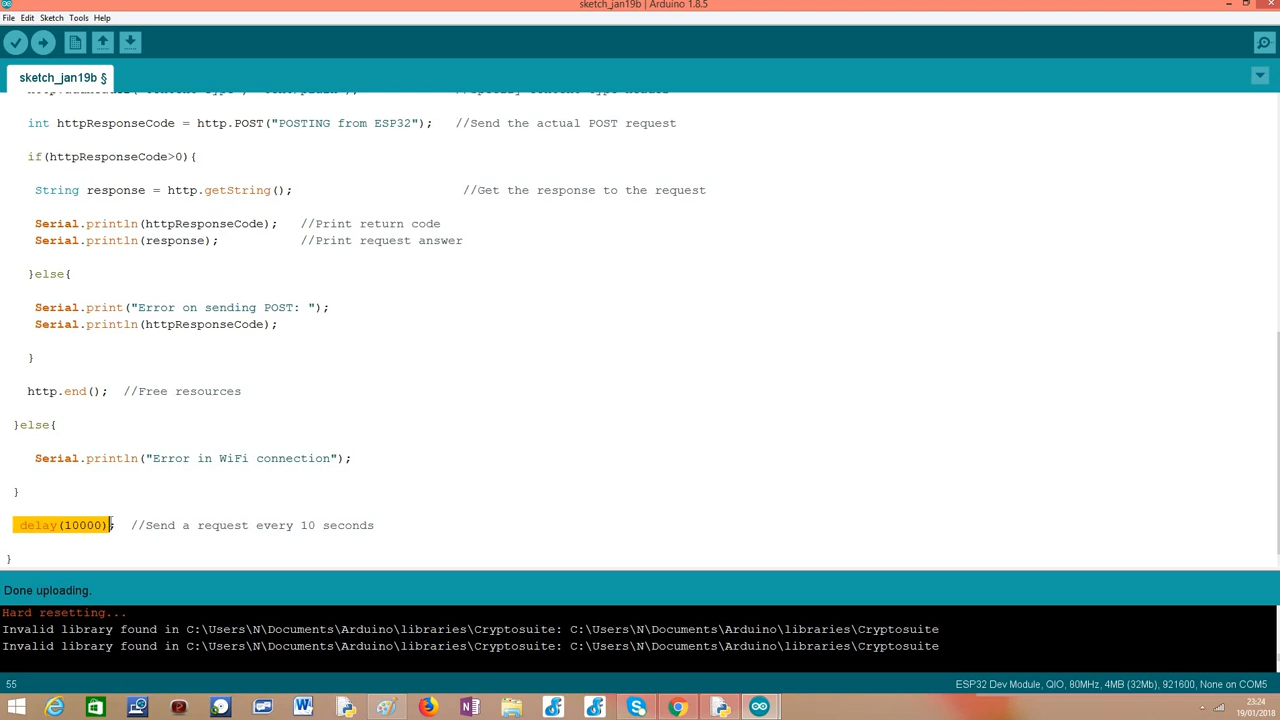 sketch_jan19b | Arduino 1.8.5
File Edit Sketch Tools Help
sketch_jan19b §
int httpResponseCode = http.POST("POSTING from ESP32"); //Send the actual POST request
if(httpResponseCode>0){
String response = http.getString(); //Get the response to the request
Serial.println(httpResponseCode); //Print return code
Serial.println(response); //Print request answer
}else{
Serial.print("Error on sending POST: ");
Serial.println(httpResponseCode);
}
http.end(); //Free resources
}else{
Serial.println("Error in WiFi connection");
}
delay(10000); //Send a request every 10 seconds
}
Done uploading.
Hard resetting...
Invalid library found in C:\Users\N\Documents\Arduino\libraries\Cryptosuite: C:\Users\N\Documents\Arduino\libraries\Cryptosuite
Invalid library found in C:\Users\N\Documents\Arduino\libraries\Cryptosuite: C:\Users\N\Documents\Arduino\libraries\Cryptosuite
55 ESP32 Dev Module, QIO, 80MHz, 4MB (32Mb), 921600, None on COM5
23:24
19/01/2018